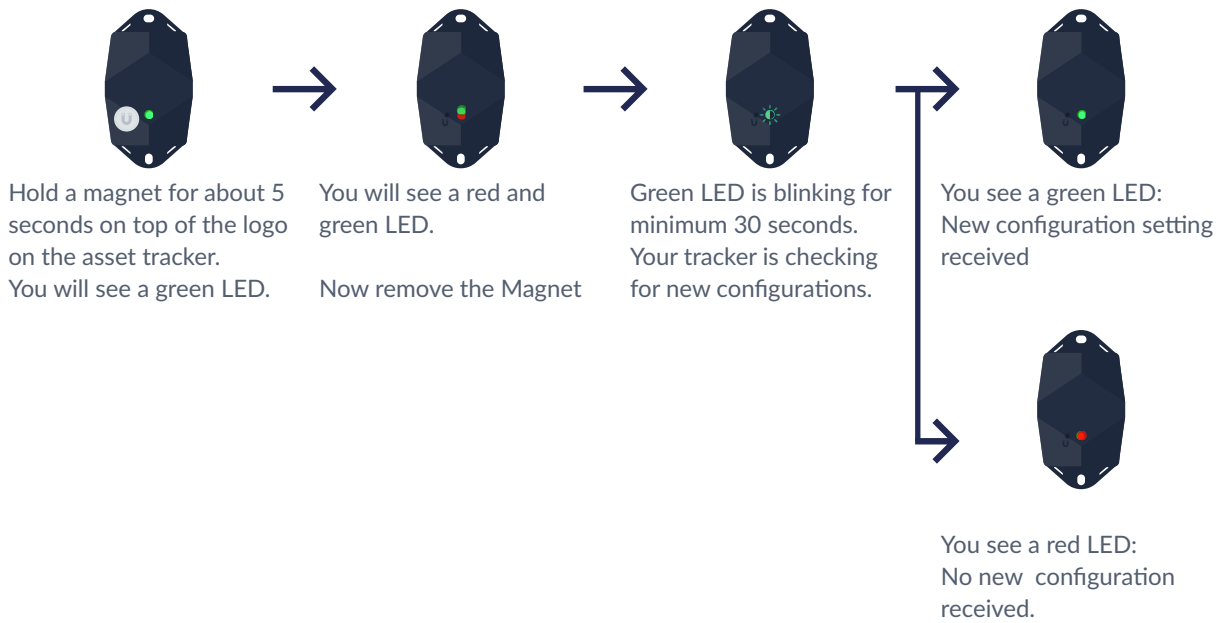 Hold a magnet for about 5
seconds on top of the logo
on the asset tracker.
You will see a green LED.
You will see a red and
green LED.
Now remove the Magnet
Green LED is blinking for
minimum 30 seconds.
Your tracker is checking
for new configurations.
You see a green LED:
New configuration setting
received
You see a red LED:
No new  configuration
received.